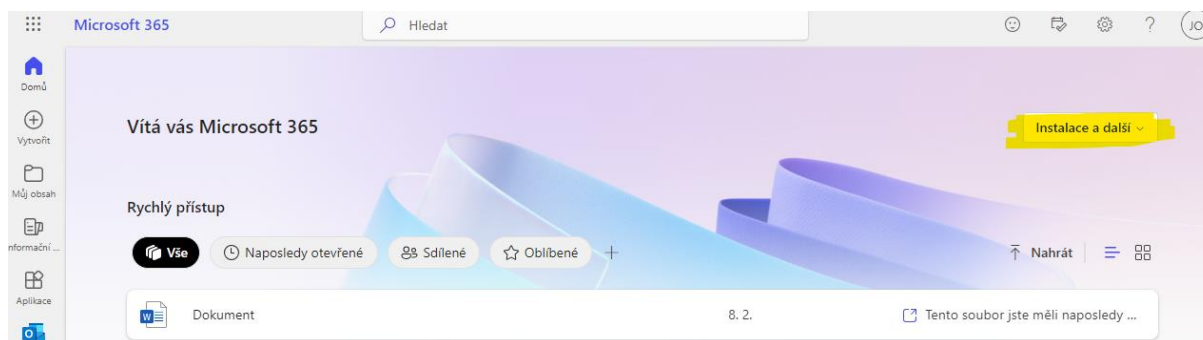 Microsoft 365
Hledat
JO
Domů
Vytvořit
Můj obsah
nformační ...
Aplikace
Vítá vás Microsoft 365
Instalace a další
Rychlý přístup
Vše
Naposledy otevřené
Sdílené
Oblíbené
Nahrát
Dokument
8. 2.
Tento soubor jste měli naposledy ...